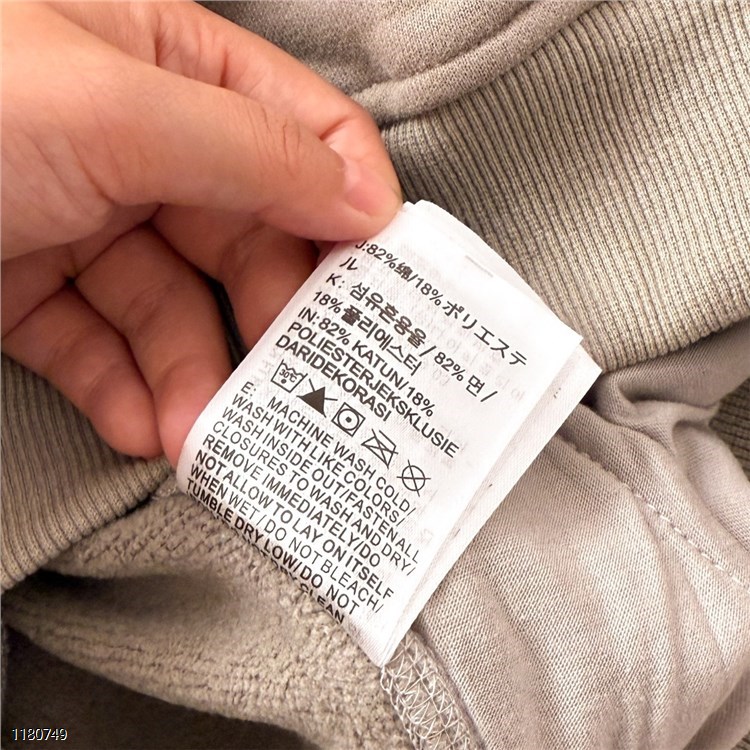 J:82%綿/18%ポリエステ
ル
K: 섬유혼용율/82% 면/
18%폴리에스터
IN: 82% KATUN/18%
POLIESTERJEKSKLUSIE
DARIDEKORASI
30°C
E: MACHINE WASH COLD/
WASH WITH LIKE COLORS/
WASH INSIDE OUT/FASTENALL
CLOSURES TO WASH AND DRY/
REMOVE IMMEDIATELY/DO
NOT ALLOW TO LAY ON ITSELF
WHEN WET/ DO NOT BLEACH/
TUMBLE DRY LOW/ DO NOT
CLEAN
1180749